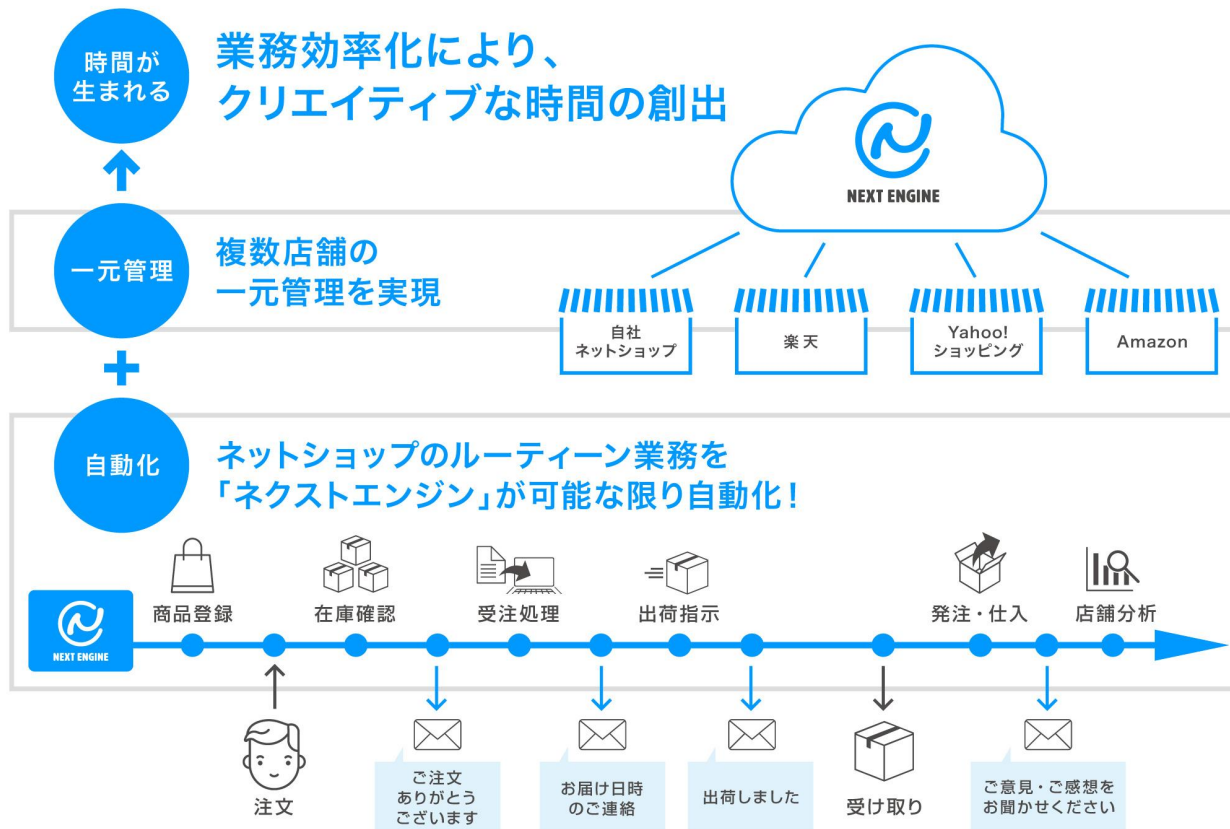 時間が
生まれる
業務効率化により、
クリエイティブな時間の創出
NEXT ENGINE
一元管理
複数店舗の
一元管理を実現
自社
ネットショップ
楽天
Yahoo!
ショッピング
Amazon
自動化
ネットショップのルーティーン業務を
「ネクストエンジン」が可能な限り自動化!
NEXT ENGINE
商品登録
在庫確認
受注処理
出荷指示
発注・仕入
店舗分析
注文
ご注文
ありがとう
ございます
お届け日時
のご連絡
出荷しました
受け取り
ご意見・ご感想を
お聞かせください